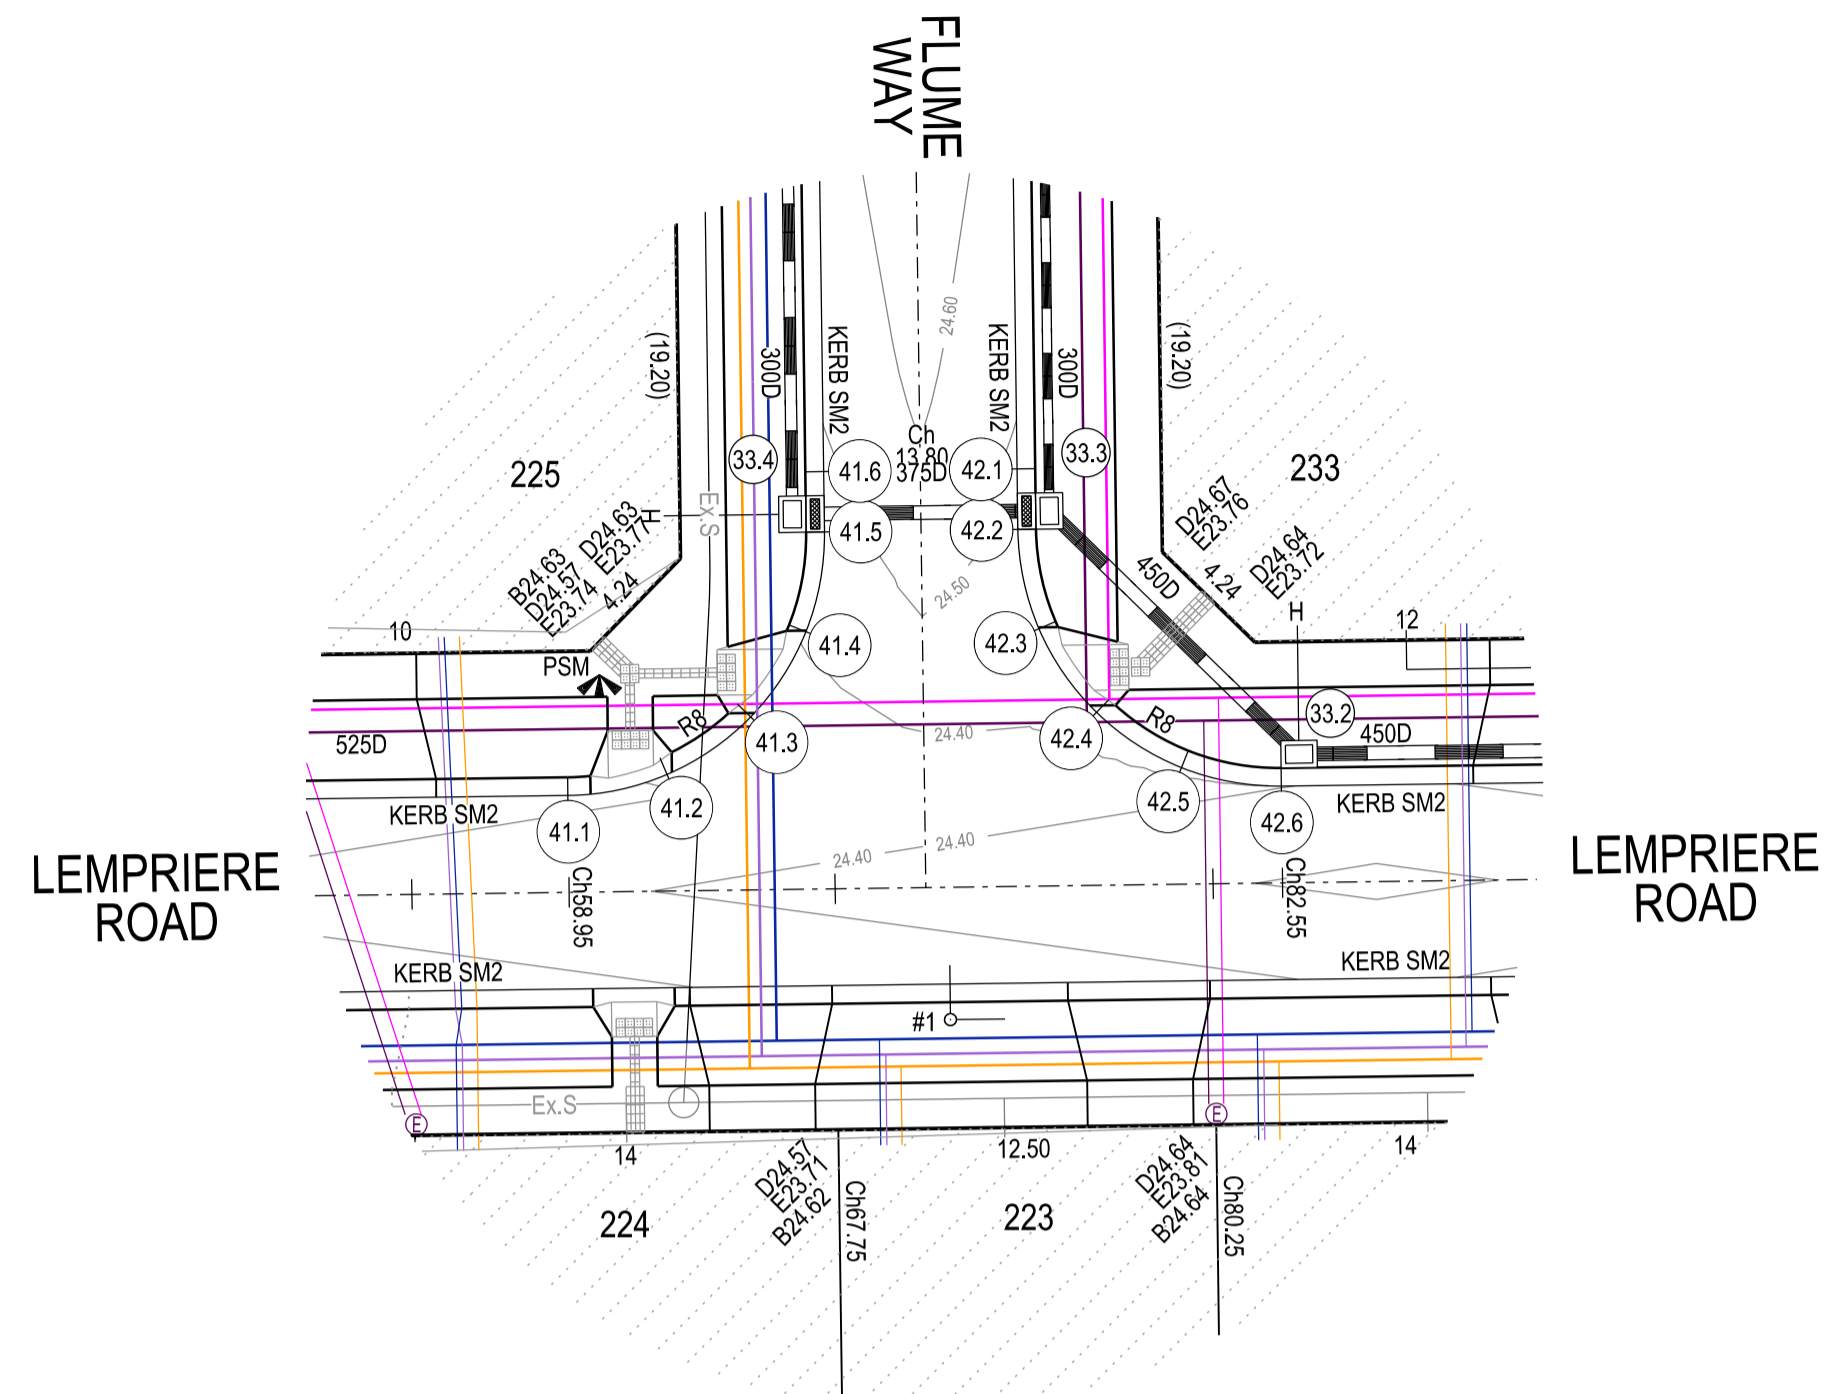 FLUME
WAY
24.60
(19.20)
300D
KERB SM2
KERB SM2
300D
(19.20)
33.4
41.6
Ch
13.80
375D
42.1
33.3
225
233
Ex.S
H
41.5
42.2
D24.63
E23.77
B24.63
D24.57
E23.74
4.24
24.50
450D
D24.67
E23.76
4.24
D24.64
E23.72
H
10
12
41.4
42.3
PSM
R8
R8
33.2
525D
41.3
24.40
42.4
450D
KERB SM2
41.1
41.2
42.5
42.6
KERB SM2
24.40
24.40
LEMPRIERE
ROAD
Ch58.95
Ch82.55
LEMPRIERE
ROAD
KERB SM2
KERB SM2
#1
Ex.S
E
E
14
12.50
14
D24.57
E23.71
B24.62
Ch67.75
D24.64
E23.81
B24.64
Ch80.25
224
223